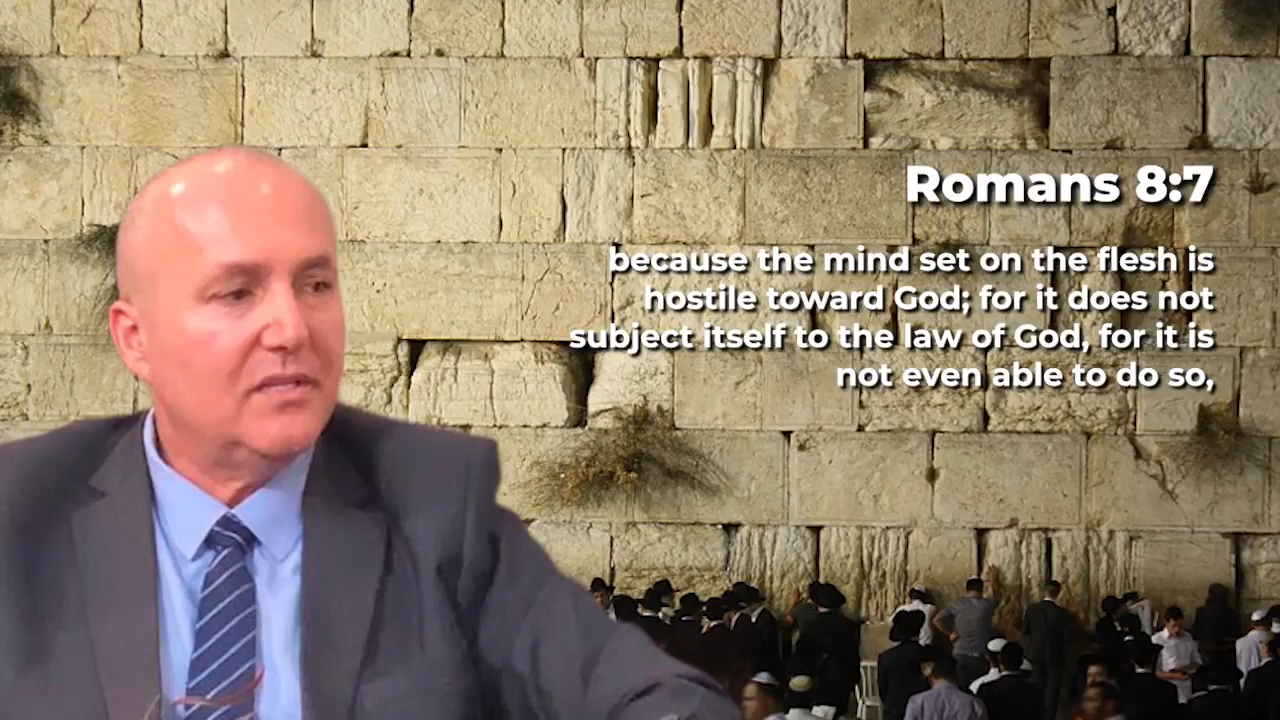 Romans 8:7
because the mind set on the flesh is
hostile toward God; for it does not
subject itself to the law of God, for it is
not even able to do so,